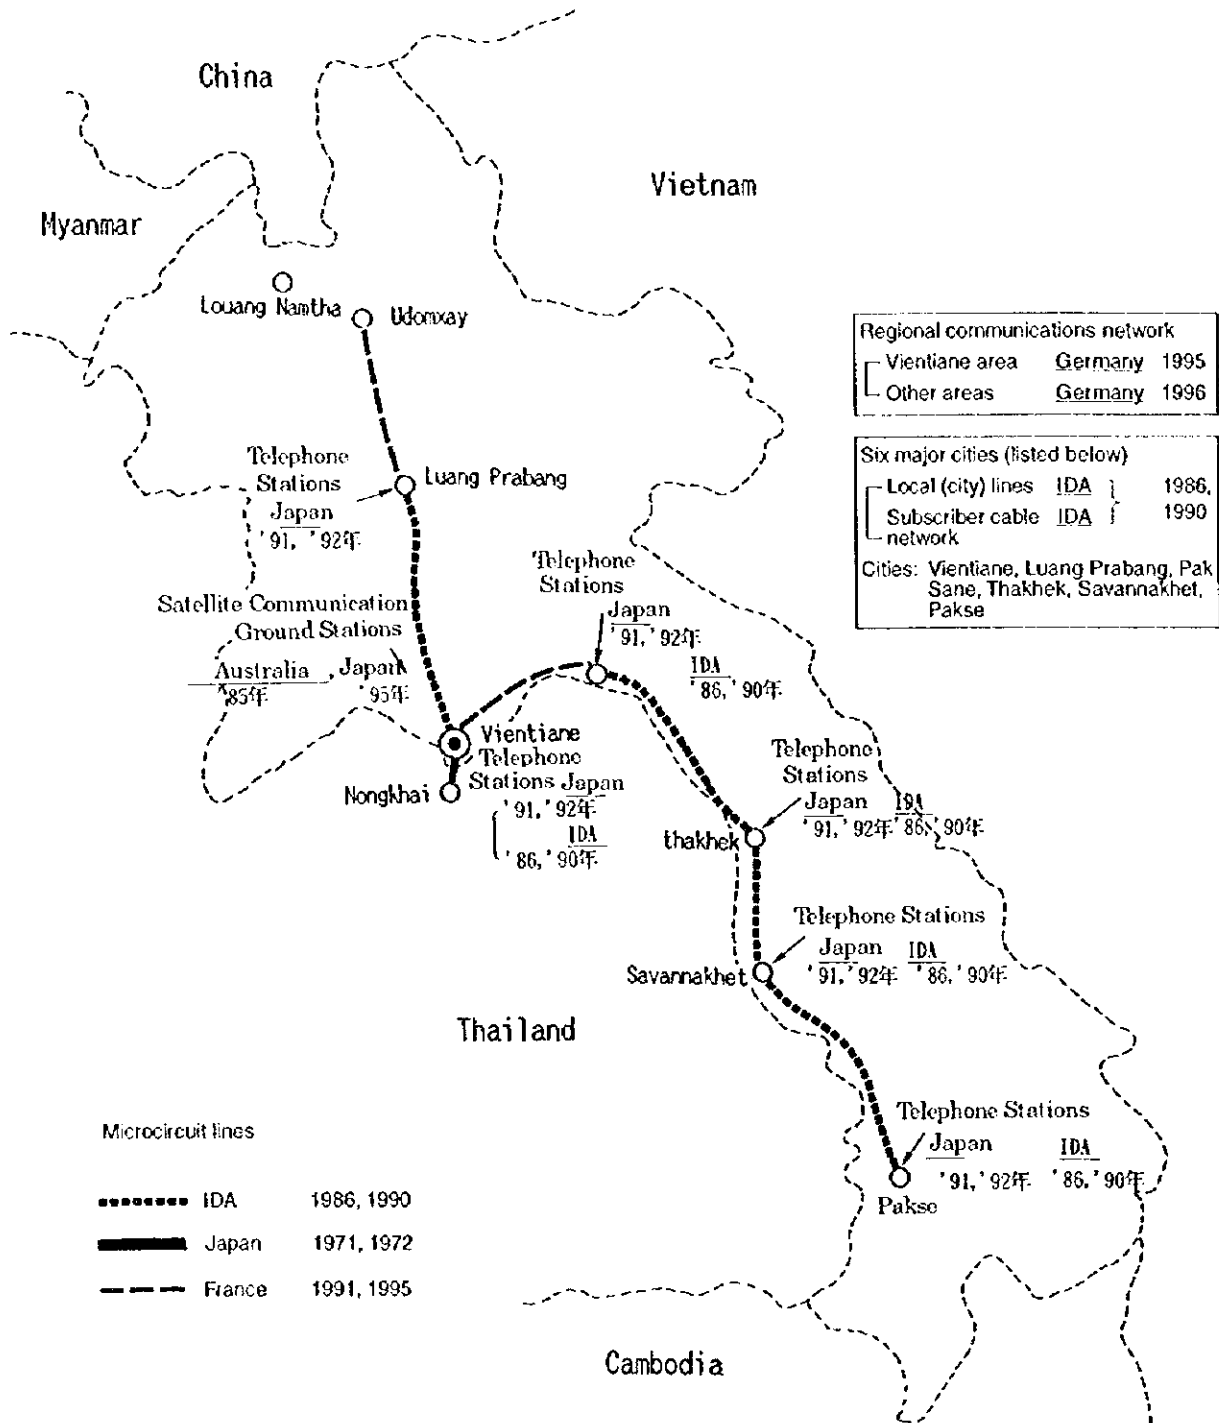 China
Vietnam
Myanmar
Louang Namtha
Udomxay
Regional communications network
Vientiane area Germany 1995
Other areas Germany 1996
Six major cities (listed below)
Local (city) lines IDA } 1986,
Subscriber cable IDA 1990
network
Cities: Vientiane, Luang Prabang, Pak
Sane, Thakhek, Savannakhet,
Pakse
Telephone
Stations
Japan
'91, '92年
Luang Prabang
Telephone
Stations
Japan
'91, '92年
IDA
'86, '90年
Satellite Communication
Ground Stations
Australia, Japan
'85年 '95年
Vientiane
Telephone
Stations Japan
'91, '92年
IDA
'86, '90年
Nongkhai
Telephone
Stations
Japan IDA
'91, '92年 '86, '90年
thakhek
Telephone Stations
Japan IDA
'91, '92年 '86, '90年
Savannakhet
Thailand
Telephone Stations
Japan IDA
'91, '92年 '86, '90年
Pakse
Microcircuit lines
IDA 1986, 1990
Japan 1971, 1972
France 1991, 1995
Cambodia